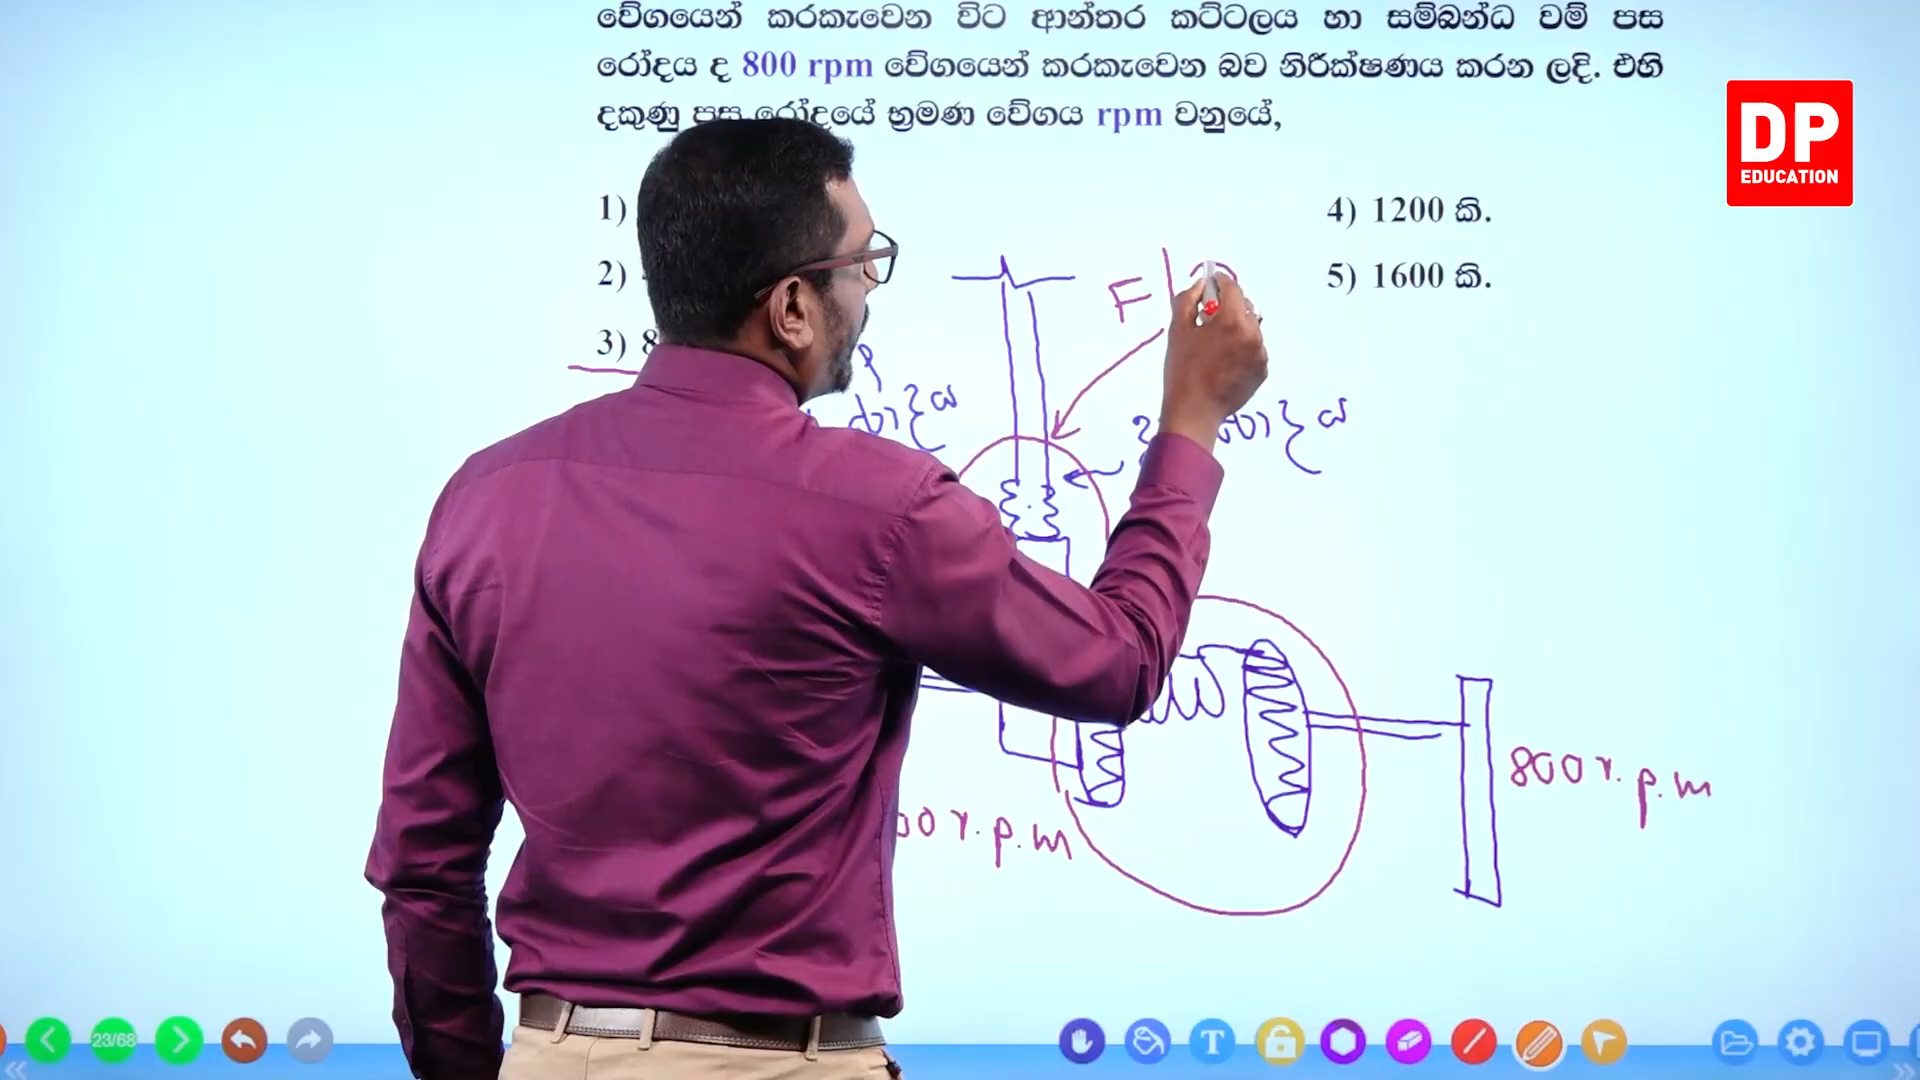 වේගයෙන් කරකැවෙන විට ආන්තර කට්ටලය හා සම්බන්ධ වම් පස
රෝදය ද 800 rpm වේගයෙන් කරකැවෙන බව නිරීක්ෂණය කරන ලදි. එහි
දකුණු පස රෝදයේ භ්‍රමණ වේගය rpm වනුයේ,
DP
EDUCATION
1)
4) 1200 කි.
2)
5) 1600 කි.
3) 8
F
800 r.p.m
00 r.p.m
23/68
T